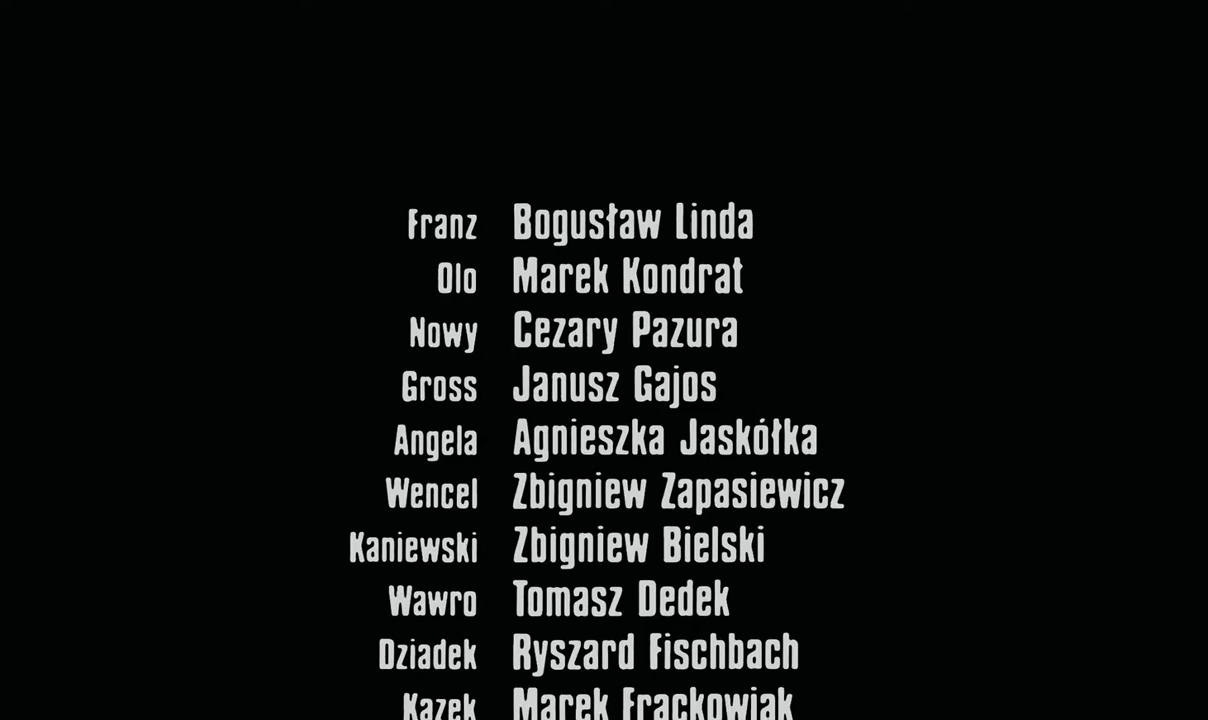 Franz Bogusław Linda
Olo Marek Kondrat
Nowy Cezary Pazura
Gross Janusz Gajos
Angela Agnieszka Jaskółka
Wencel Zbigniew Zapasiewicz
Kaniewski Zbigniew Bielski
Wawro Tomasz Dedek
Dziadek Ryszard Fischbach
Kazek Marek Frąckowiak